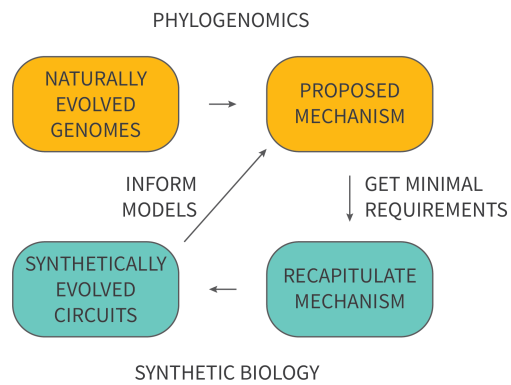 PHYLOGENOMICS
NATURALLY
EVOLVED
GENOMES
PROPOSED
MECHANISM
INFORM
MODELS
GET MINIMAL
REQUIREMENTS
SYNTHETICALLY
EVOLVED
CIRCUITS
RECAPITULATE
MECHANISM
SYNTHETIC BIOLOGY